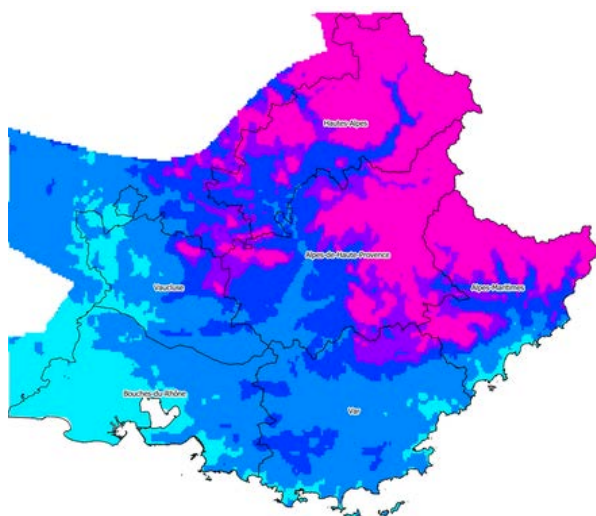 Hautes-Alpes
Alpes-de-Haute-Provence
Vaucluse
Alpes-Maritimes
Bouches-du-Rhône
Var